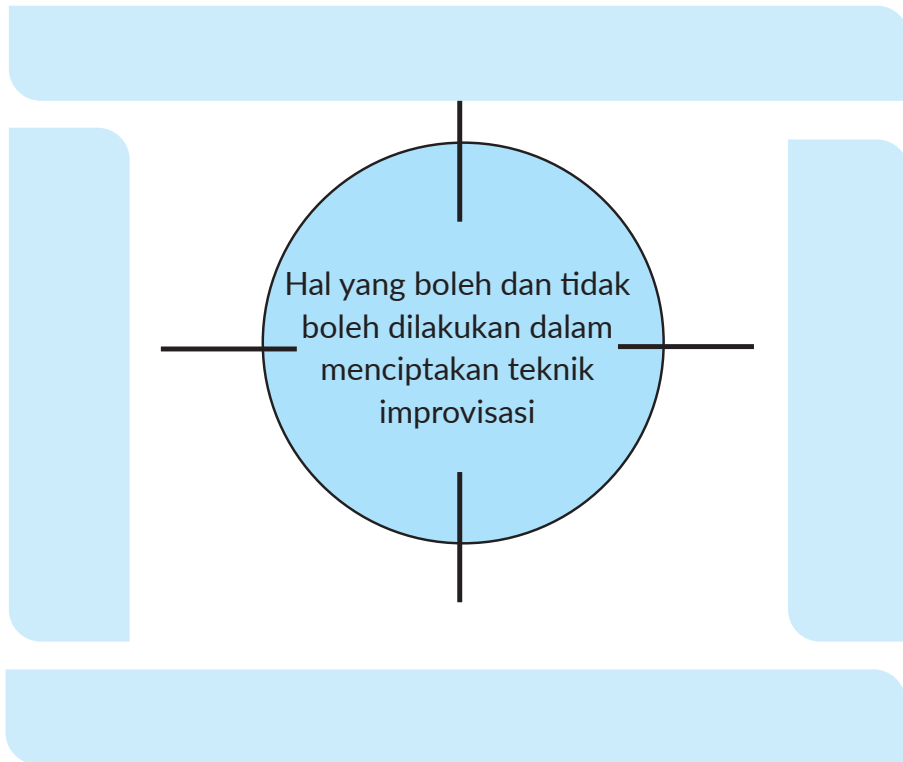 Hal yang boleh dan tidak
boleh dilakukan dalam
menciptakan teknik
improvisasi